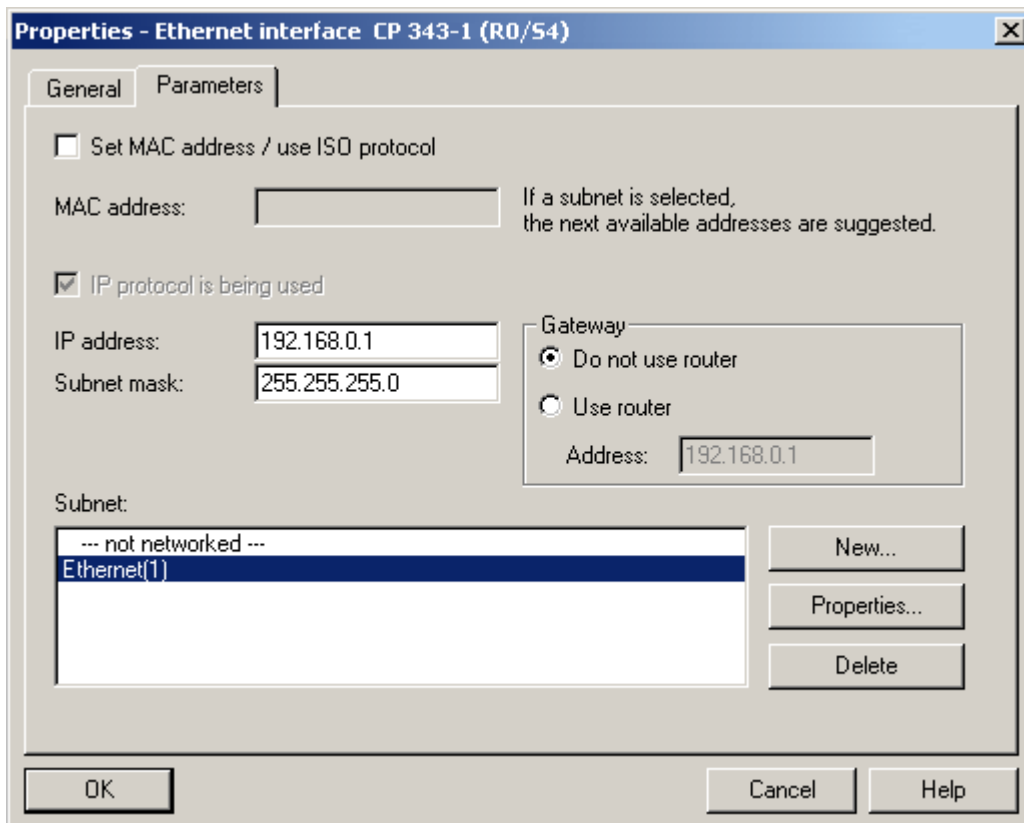 Properties - Ethernet interface CP 343-1 (R0/S4)
General
Parameters
Set MAC address / use ISO protocol
MAC address:
If a subnet is selected,
the next available addresses are suggested.
IP protocol is being used
IP address:
192.168.0.1
Subnet mask:
255.255.255.0
Gateway
Do not use router
Use router
Address:
192.168.0.1
Subnet:
--- not networked ---
Ethernet(1)
New...
Properties...
Delete
OK
Cancel
Help